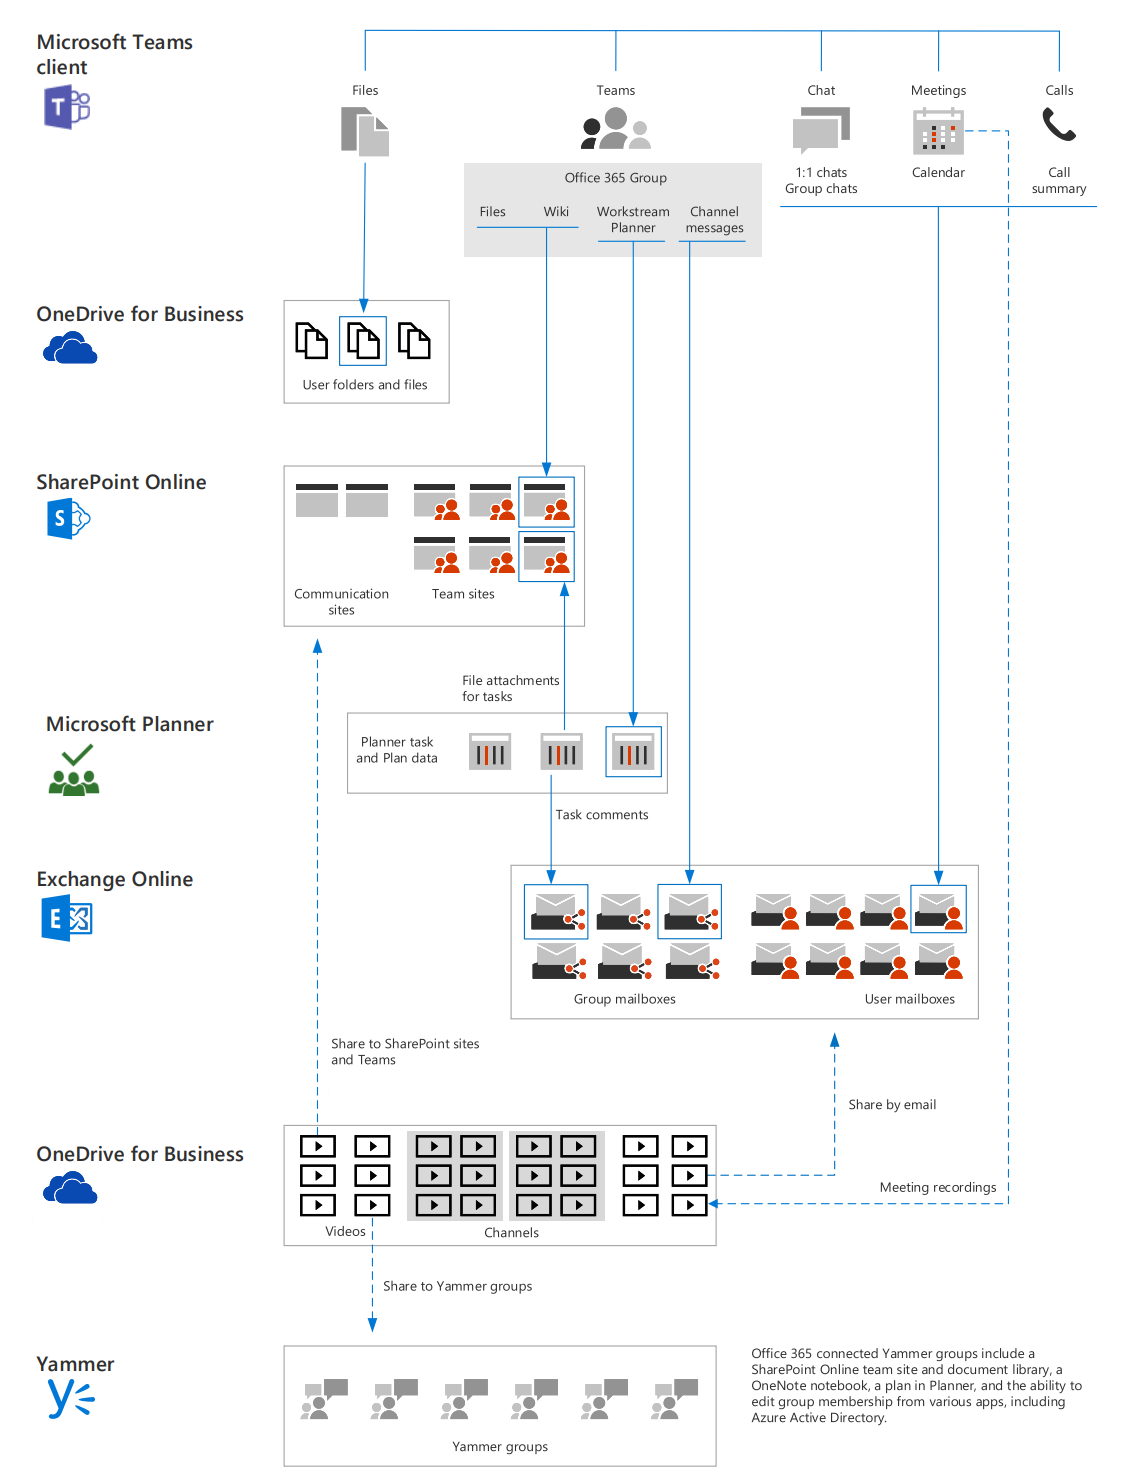 Microsoft Teams
client
T
Files
Teams
Chat
Meetings
Calls
1:1 chats
Group chats
Calendar
Call
summary
Office 365 Group
Files
Wiki
Workstream
Planner
Channel
messages
OneDrive for Business
User folders and files
SharePoint Online
S
Communication
sites
Team sites
File attachments
for tasks
Microsoft Planner
Planner task
and Plan data
Task comments
Exchange Online
E
Group mailboxes
User mailboxes
Share to SharePoint sites
and Teams
Share by email
OneDrive for Business
Meeting recordings
Videos
Channels
Share to Yammer groups
Yammer
y
Yammer groups
Office 365 connected Yammer groups include a
SharePoint Online team site and document library, a
OneNote notebook, a plan in Planner, and the ability to
edit group membership from various apps, including
Azure Active Directory.